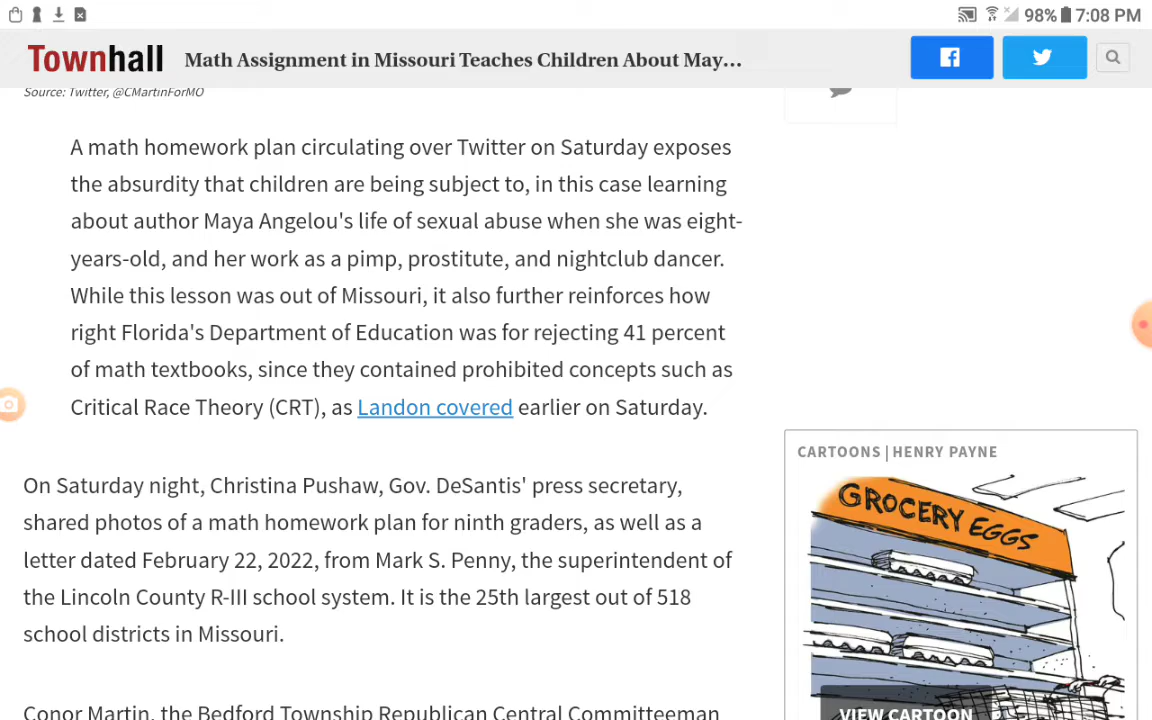 98% 7:08 PM
Townhall Math Assignment in Missouri Teaches Children About May...
Source: Twitter, @CMartinForMO
A math homework plan circulating over Twitter on Saturday exposes
the absurdity that children are being subject to, in this case learning
about author Maya Angelou's life of sexual abuse when she was eight-
years-old, and her work as a pimp, prostitute, and nightclub dancer.
While this lesson was out of Missouri, it also further reinforces how
right Florida's Department of Education was for rejecting 41 percent
of math textbooks, since they contained prohibited concepts such as
Critical Race Theory (CRT), as Landon covered earlier on Saturday.
On Saturday night, Christina Pushaw, Gov. DeSantis' press secretary,
shared photos of a math homework plan for ninth graders, as well as a
letter dated February 22, 2022, from Mark S. Penny, the superintendent of
the Lincoln County R-III school system. It is the 25th largest out of 518
school districts in Missouri.
Conor Martin, the Bedford Township Republican Central Committeeman
CARTOONS | HENRY PAYNE
GROCERY EGGS
VIEW CARTOON